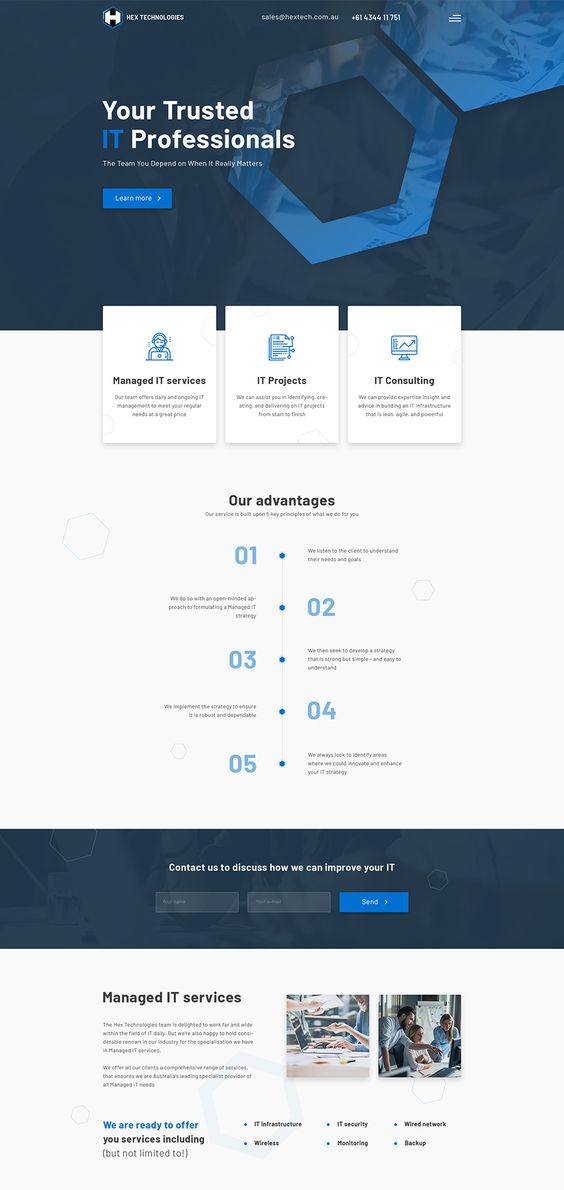 HEX TECHNOLOGIES
sales@hextech.com.au
+61 4344 11 751
Your Trusted
IT Professionals
The Team You Depend on When It Really Matters
Learn more
Managed IT services
Our team offers daily and ongoing IT
management to meet your regular
needs at a great price
IT Projects
We can assist you in identifying, cre-
ating, and delivering on IT projects
from start to finish
IT Consulting
We can provide expertise insight and
advice in building an IT infrastructure
that is lean, agile, and powerful
Our advantages
Our service is built upon 5 key principles of what we do for you
01
We listen to the client to understand
their needs and goals
We do so with an open-minded ap-
proach to formulating a Managed IT
strategy
02
03
We then seek to develop a strategy
that is strong but simple - and easy to
understand
We implement the strategy to ensure
it is robust and dependable
04
05
We always look to identify areas
where we could innovate and enhance
your IT strategy
Contact us to discuss how we can improve your IT
Your name
Your e-mail
Send
Managed IT services
The Hex Technologies team is delighted to work far and wide
within the field of IT daily. But we're also happy to hold consi-
derable renown in our industry for the specialisation we have
in Managed IT services.
We offer all our clients a comprehensive range of services,
that ensures we are Australia's leading specialist provider of
all Managed IT needs
We are ready to offer
you services including
(but not limited to!)
IT Infrastructure
IT security
Wired network
Wireless
Monitoring
Backup